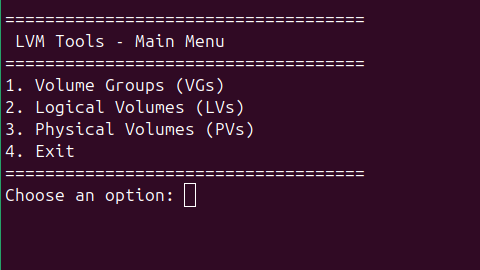 ====================================
LVM Tools - Main Menu
====================================
1. Volume Groups (VGs)
2. Logical Volumes (LVs)
3. Physical Volumes (PVs)
4. Exit
====================================
Choose an option: